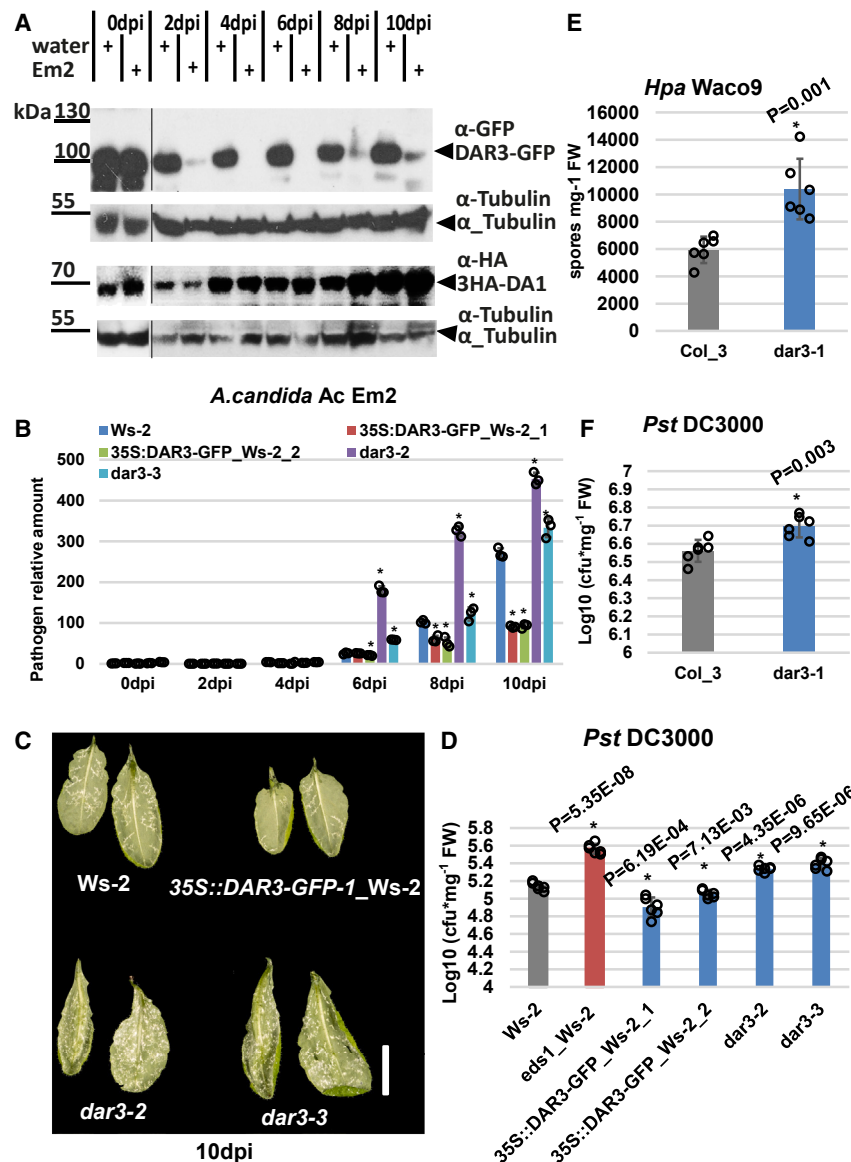 A
0dpi 2dpi 4dpi 6dpi 8dpi 10dpi
water + + + + + +
Em2 + + + + + +
kDa
130
100
α-GFP
DAR3-GFP
55
α-Tubulin
α_Tubulin
70
α-HA
3HA-DA1
55
α-Tubulin
α_Tubulin
B
A.candida Ac Em2
Ws-2
35S:DAR3-GFP_Ws-2_1
35S:DAR3-GFP_Ws-2_2
dar3-2
dar3-3
Pathogen relative amount
500
400
300
200
100
0
* * * * * * * * * * *
0dpi 2dpi 4dpi 6dpi 8dpi 10dpi
C
Ws-2
35S::DAR3-GFP-1_Ws-2
dar3-2
dar3-3
10dpi
D
Pst DC3000
Log10 (cfu*mg-1 FW)
5.8
5.6
5.4
5.2
5
4.8
4.6
4.4
4.2
4
P=5.35E-08
P=6.19E-04
P=7.13E-03
P=4.35E-06
P=9.65E-06
* * * * *
Ws-2
eds1_Ws-2
35S::DAR3-GFP_Ws-2_1
35S::DAR3-GFP_Ws-2_2
dar3-2
dar3-3
E
Hpa Waco9
spores mg-1 FW
16000
14000
12000
10000
8000
6000
4000
2000
0
P=0.001
*
Col_3 dar3-1
F
Pst DC3000
Log10 (cfu*mg-1 FW)
7
6.9
6.8
6.7
6.6
6.5
6.4
6.3
6.2
6.1
6
P=0.003
*
Col_3 dar3-1